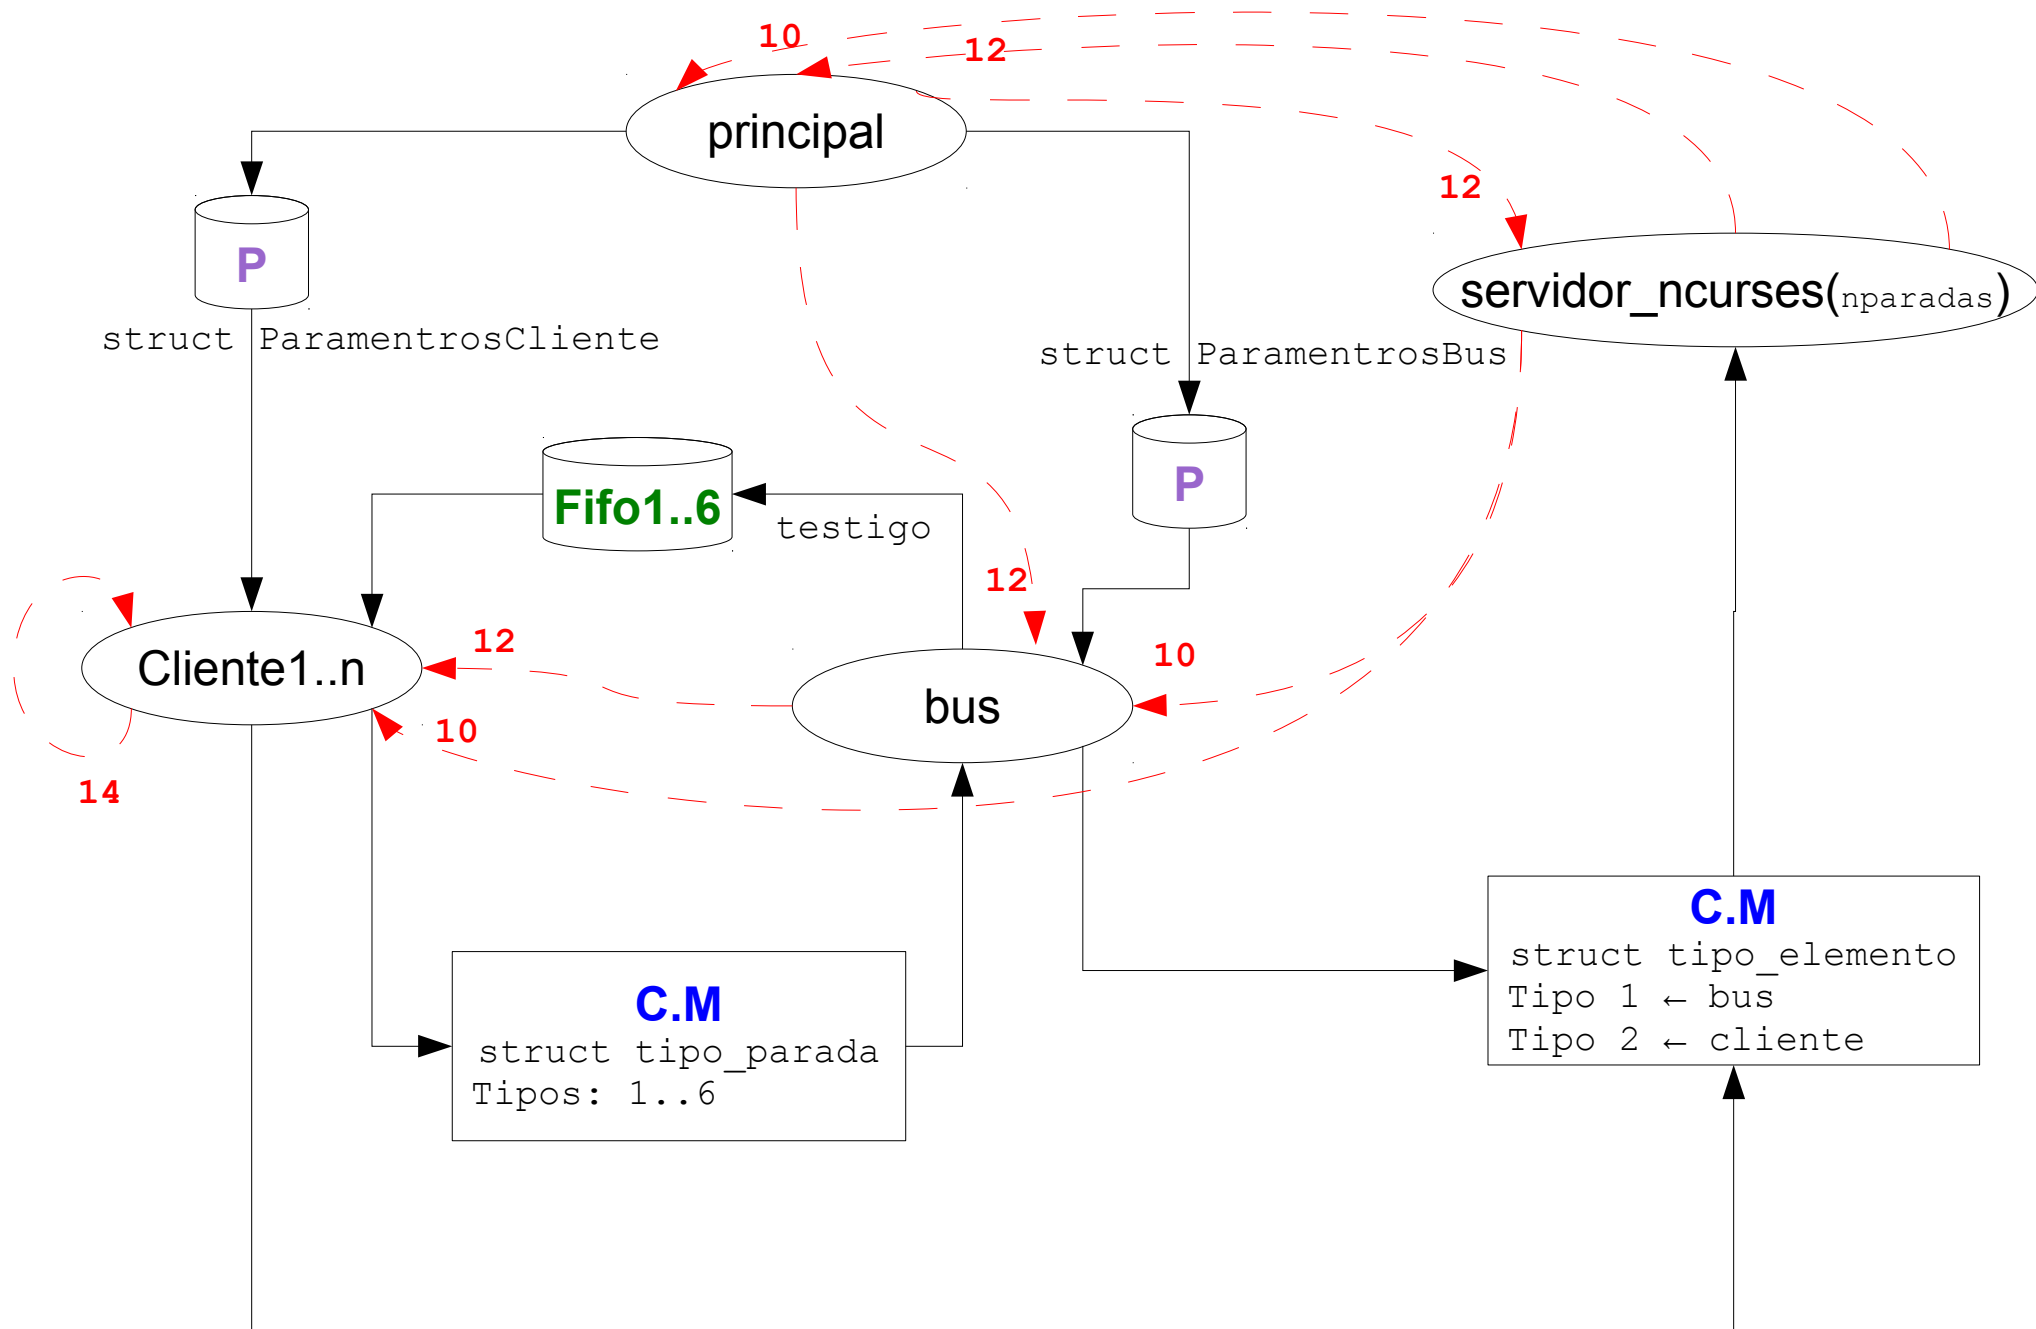 10
12
principal
12
P
servidor_ncurses(nparadas)
struct ParamentrosCliente
struct ParamentrosBus
P
Fifo1..6
testigo
12
12
10
Cliente1..n
bus
10
14
C.M
struct tipo_elemento
Tipo 1 ← bus
Tipo 2 ← cliente
C.M
struct tipo_parada
Tipos: 1..6